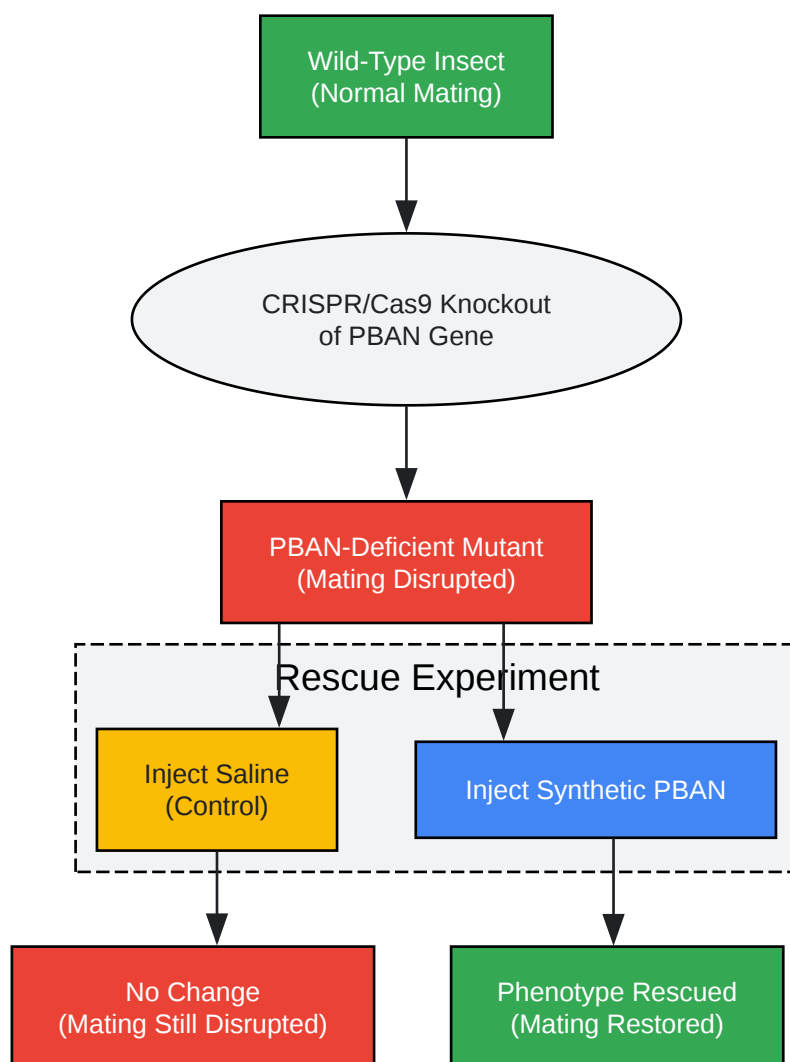 Wild-Type Insect
(Normal Mating)
CRISPR/Cas9 Knockout
of PBAN Gene
PBAN-Deficient Mutant
(Mating Disrupted)
Rescue Experiment
Inject Saline
(Control)
Inject Synthetic PBAN
No Change
(Mating Still Disrupted)
Phenotype Rescued
(Mating Restored)